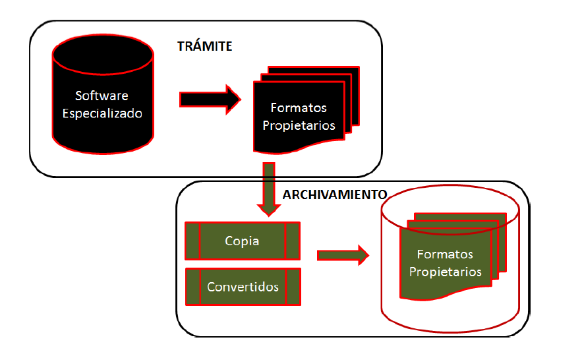 TRÁMITE
Software
Especializado
Formatos
Propietarios
ARCHIVAMIENTO
Copia
Convertidos
Formatos
Propietarios